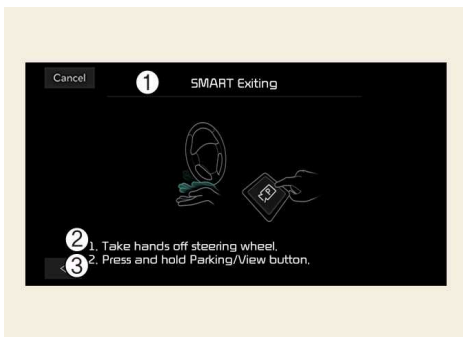 Cancel
1 SMART Exiting
P
2 1. Take hands off steering wheel.
3 2. Press and hold Parking/View button.
<